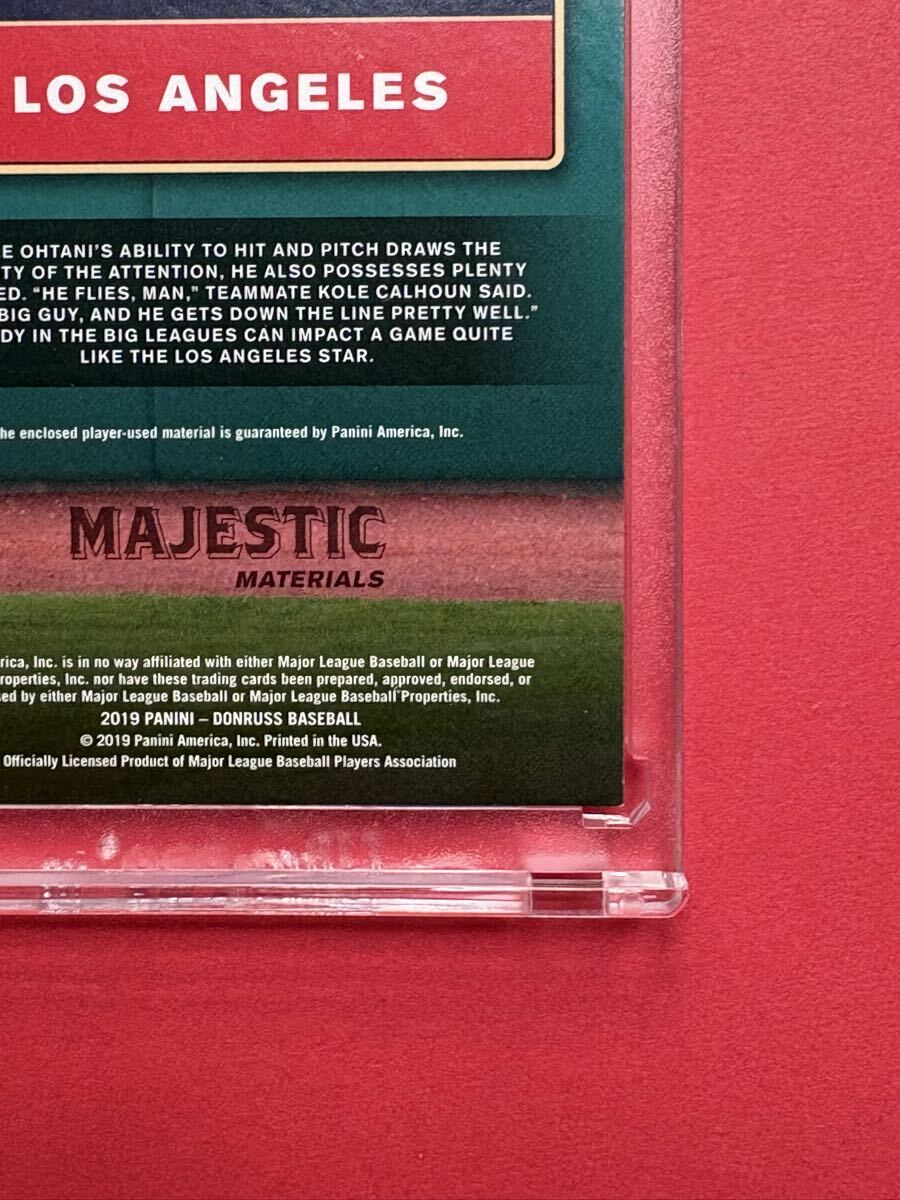 LOS ANGELES
E OHTANI'S ABILITY TO HIT AND PITCH DRAWS THE
TY OF THE ATTENTION, HE ALSO POSSESSES PLENTY
ED. "HE FLIES, MAN," TEAMMATE KOLE CALHOUN SAID.
BIG GUY, AND HE GETS DOWN THE LINE PRETTY WELL."
DY IN THE BIG LEAGUES CAN IMPACT A GAME QUITE
LIKE THE LOS ANGELES STAR.
he enclosed player-used material is guaranteed by Panini America, Inc.
MAJESTIC
MATERIALS
rica, Inc. is in no way affiliated with either Major League Baseball or Major League
roperties, Inc. nor have these trading cards been prepared, approved, endorsed, or
ed by either Major League Baseball or Major League Baseball Properties, Inc.
2019 PANINI – DONRUSS BASEBALL
© 2019 Panini America, Inc. Printed in the USA.
Officially Licensed Product of Major League Baseball Players Association